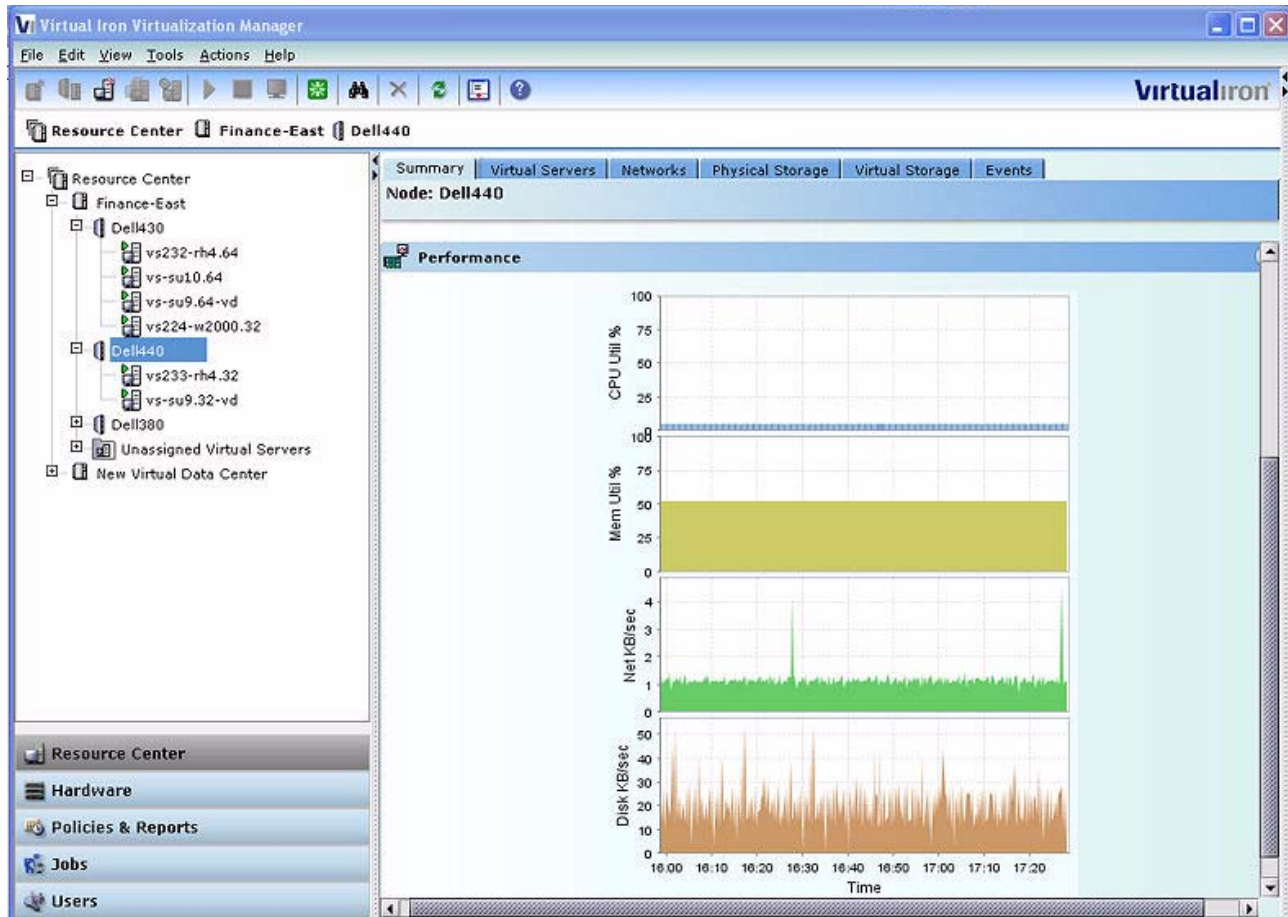 Virtual Iron Virtualization Manager
File Edit View Tools Actions Help
Virtualiron
Resource Center Finance-East Dell440
Resource Center
Finance-East
Dell430
vs232-rh4.64
vs-su10.64
vs-su9.64-vd
vs224-w2000.32
Dell440
vs233-rh4.32
vs-su9.32-vd
Dell380
Unassigned Virtual Servers
New Virtual Data Center
Resource Center
Hardware
Policies & Reports
Jobs
Users
Summary Virtual Servers Networks Physical Storage Virtual Storage Events
Node: Dell440
Performance
CPU Util %
100
75
50
25
0
Mem Util %
100
75
50
25
0
Net KB/sec
4
3
2
1
0
Disk KB/sec
50
40
30
20
10
0
16:00 16:10 16:20 16:30 16:40 16:50 17:00 17:10 17:20
Time